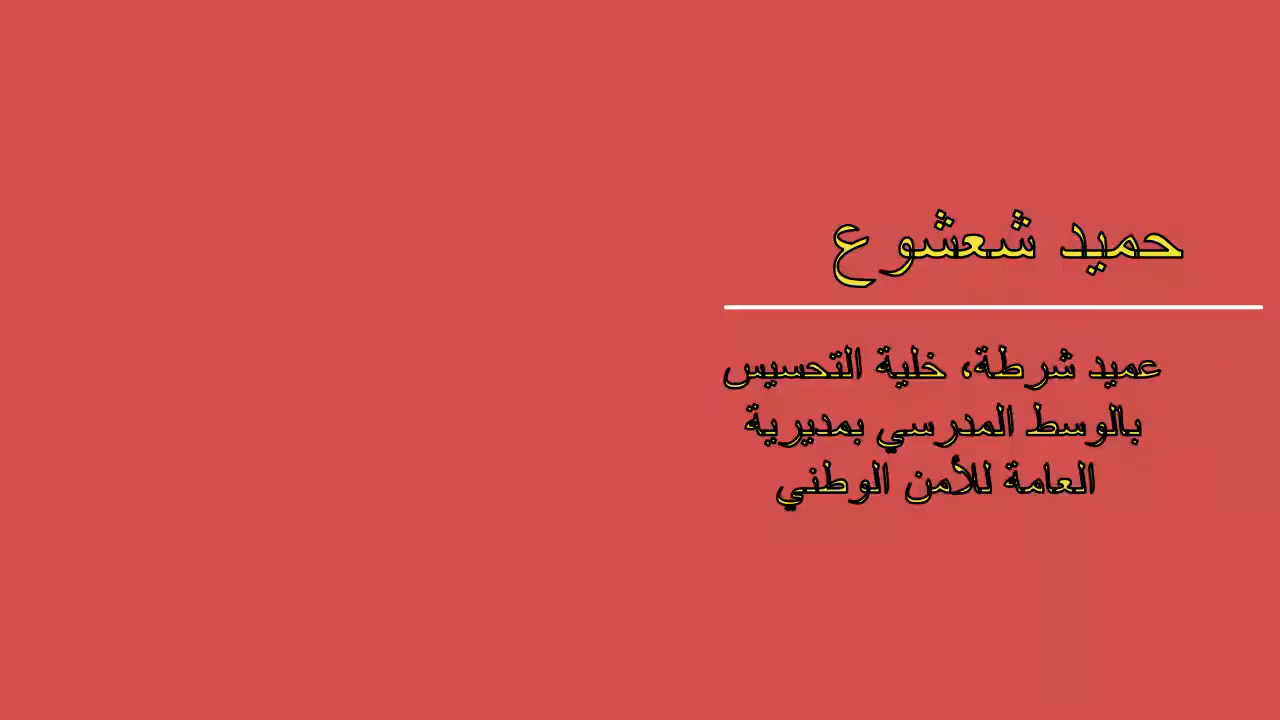 حميد شعشوع
عميد شرطة، خلية التحسيس
بالوسط المدرسي بمديرية
العامة للأمن الوطني